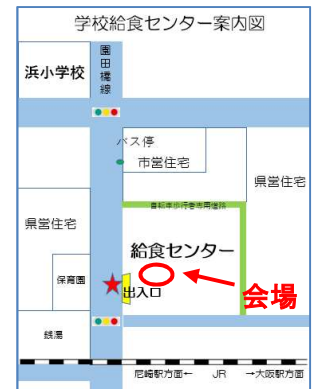 学校給食センター案内図
園田橋線
浜小学校
バス停
市営住宅
県営住宅
自転車歩行者専用道路
県営住宅
給食センター
保育園
出入口
会場
銭湯
尼崎駅方面← JR →大阪駅方面